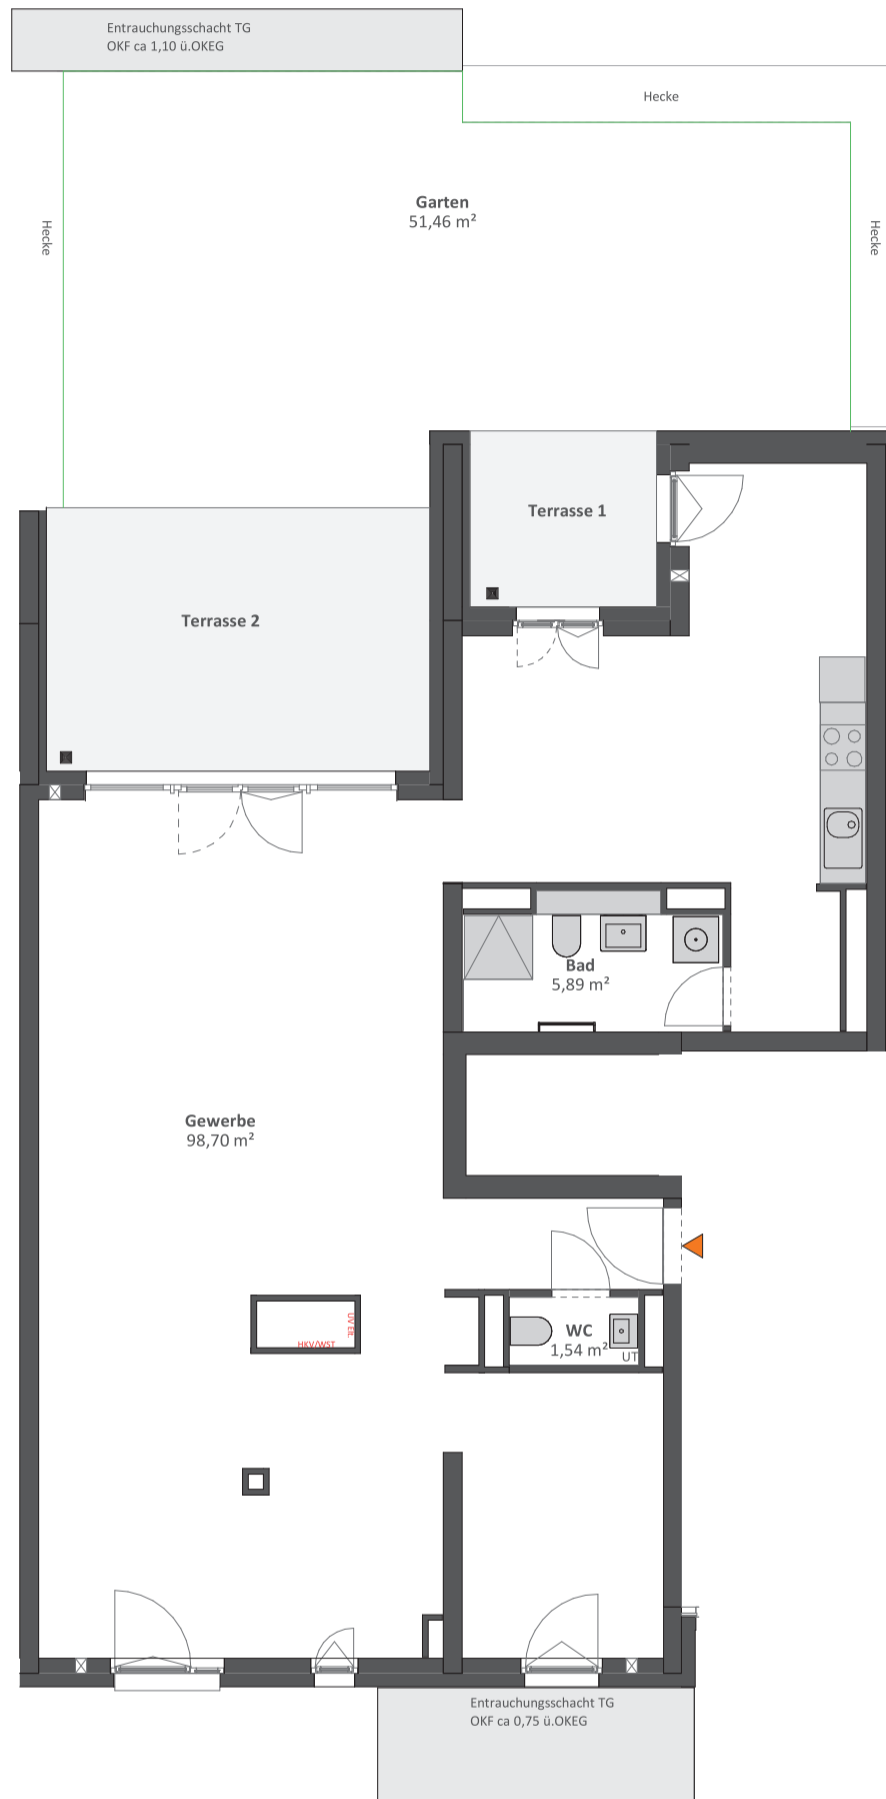 Entrauchungsschacht TG
OKF ca 1,10 ü.OKEG
Hecke
Garten
51,46 m²
Hecke
Hecke
Terrasse 1
Terrasse 2
Bad
5,89 m²
Gewerbe
98,70 m²
UV Elt.
HKV/WST
WC
1,54 m²
UT
Entrauchungsschacht TG
OKF ca 0,75 ü.OKEG